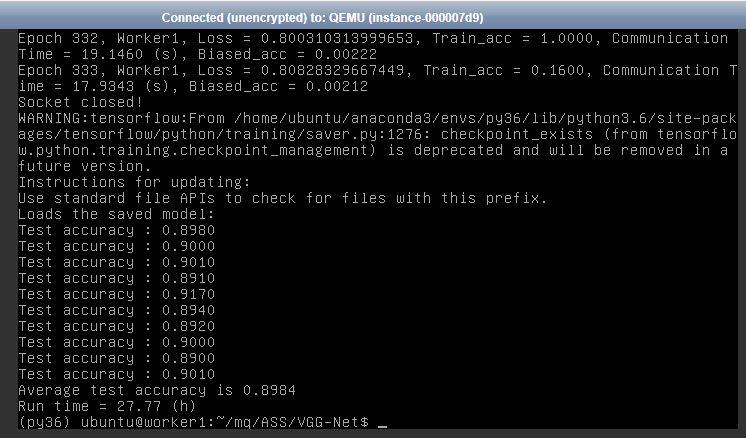 Connected (unencrypted) to: QEMU (instance-000007d9)
Epoch 332, Worker1, Loss = 0.800310313999653, Train_acc = 1.0000, Communication
Time = 19.1460 (s), Biased_acc = 0.00222
Epoch 333, Worker1, Loss = 0.80828329667449, Train_acc = 0.1600, Communication T
ime = 17.9343 (s), Biased_acc = 0.00212
Socket closed!
WARNING:tensorflow:From /home/ubuntu/anaconda3/envs/py36/lib/python3.6/site-pack
ages/tensorflow/python/training/saver.py:1276: checkpoint_exists (from tensorflo
w.python.training.checkpoint_management) is deprecated and will be removed in a
future version.
Instructions for updating:
Use standard file APIs to check for files with this prefix.
Loads the saved model:
Test accuracy : 0.8980
Test accuracy : 0.9000
Test accuracy : 0.9010
Test accuracy : 0.8910
Test accuracy : 0.9170
Test accuracy : 0.8940
Test accuracy : 0.8920
Test accuracy : 0.9000
Test accuracy : 0.8900
Test accuracy : 0.9010
Average test accuracy is 0.8984
Run time = 27.77 (h)
(py36) ubuntu@worker1:~/mq/ASS/VGG-Net$ _